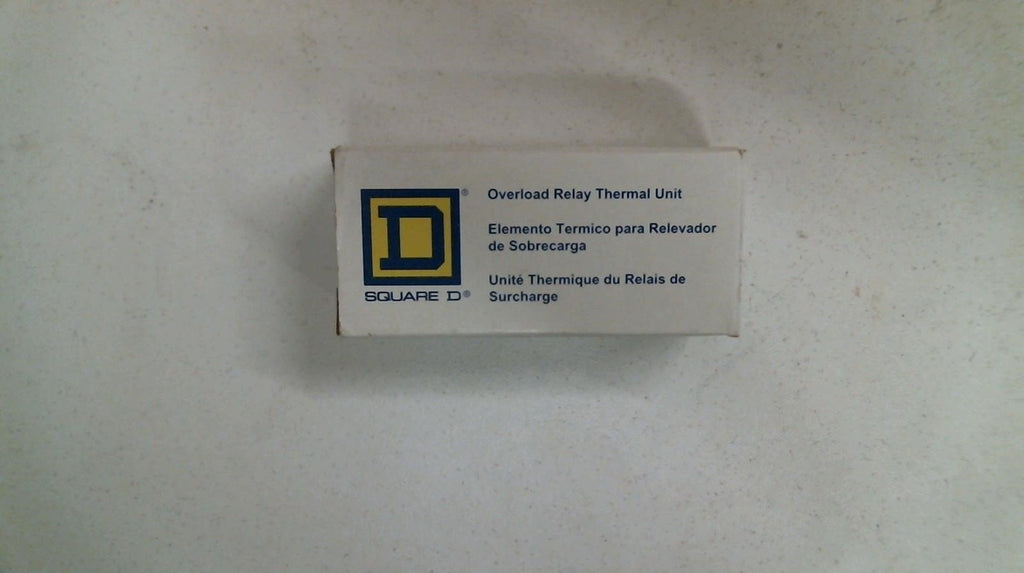 D®
SQUARE D®
Overload Relay Thermal Unit
Elemento Termico para Relevador
de Sobrecarga
Unité Thermique du Relais de
Surcharge